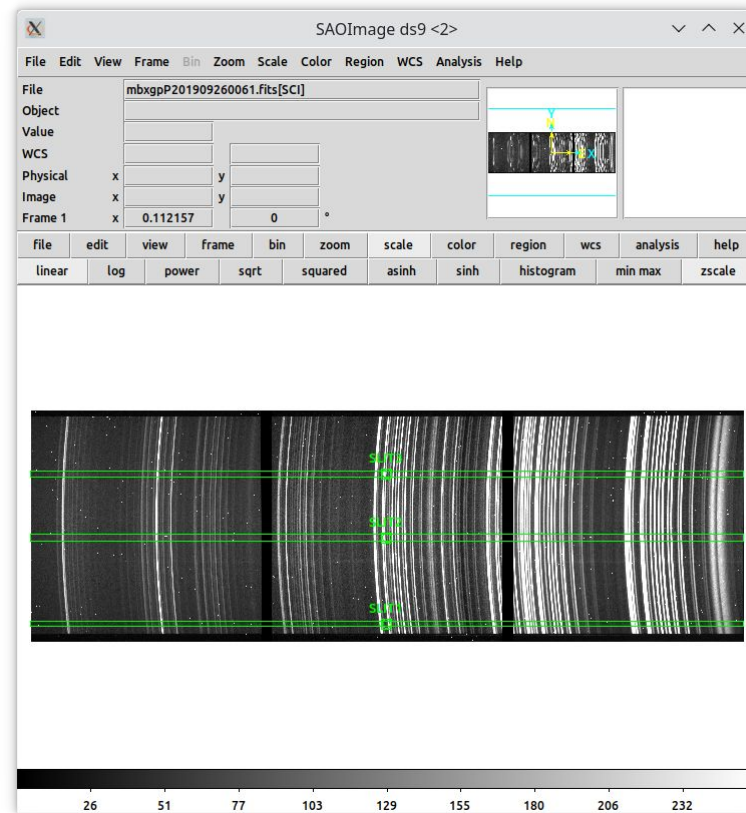 SAOImage ds9 <2>
File Edit View Frame Bin Zoom Scale Color Region WCS Analysis Help
File mbxgpP201909260061.fits[SCI]
Object
Value
WCS
Physical x y
Image x y
Frame 1 x 0.112157 0 °
Y
N
E X
file edit view frame bin zoom scale color region wcs analysis help
linear log power sqrt squared asinh sinh histogram min max zscale
SLIT3
SLIT2
SLIT1
26 51 77 103 129 155 180 206 232